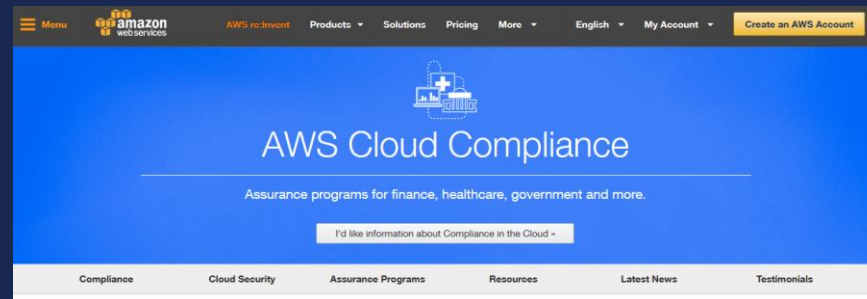 Menu
amazon
webservices
AWS re:Invent Products Solutions Pricing More English My Account Create an AWS Account
AWS Cloud Compliance
Assurance programs for finance, healthcare, government and more.
I'd like information about Compliance in the Cloud »
Compliance Cloud Security Assurance Programs Resources Latest News Testimonials